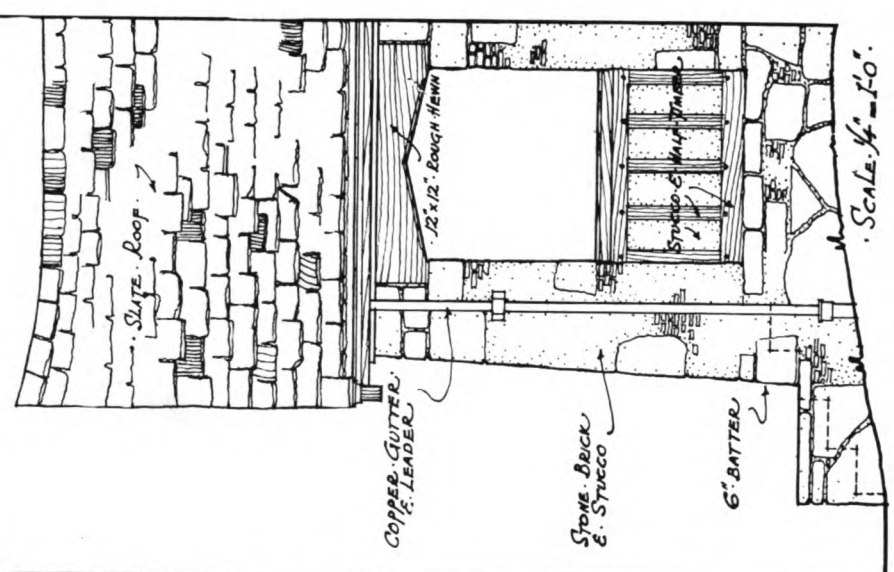 ·SLATE·ROOF·
·12"x12"·ROUGH·HEWN
STUCCO·&·HALF·TIMBER
COPPER·GUTTER
&·LEADER
STONE·BRICK
&·STUCCO
6"·BATTER
·SCALE·¼"=1'-0"·